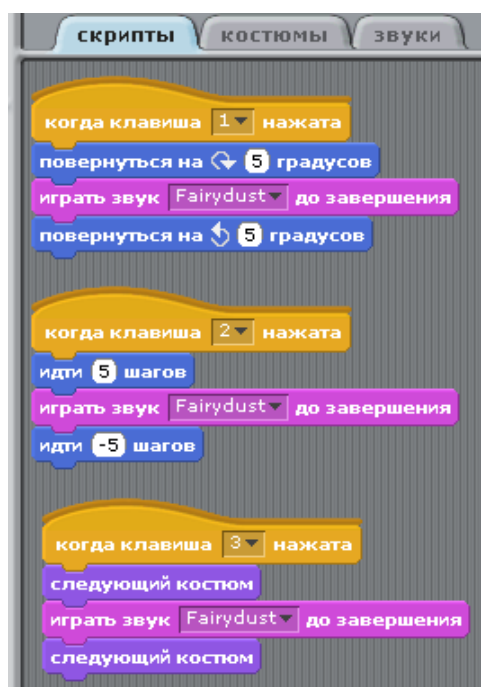 скрипты костюмы звуки
когда клавиша 1 нажата
повернуться на 5 градусов
играть звук Fairydust до завершения
повернуться на 5 градусов
когда клавиша 2 нажата
идти 5 шагов
играть звук Fairydust до завершения
идти -5 шагов
когда клавиша 3 нажата
следующий костюм
играть звук Fairydust до завершения
следующий костюм